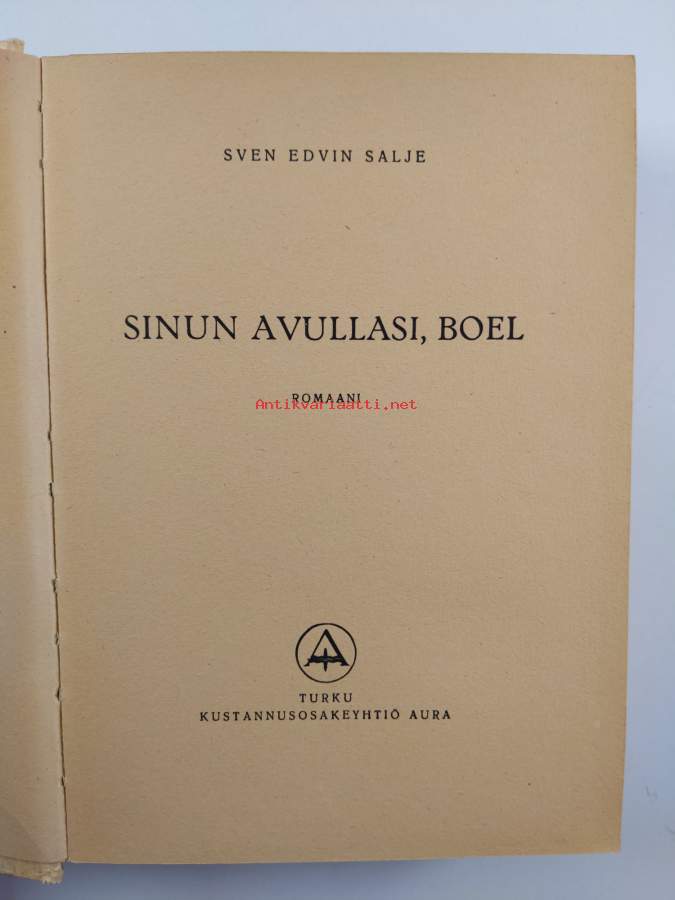 SVEN EDVIN SALJE
SINUN AVULLASI, BOEL
ROMAANI
Antikvariaatti.net
A
TURKU
KUSTANNUSOSAKEYHTIÖ AURA